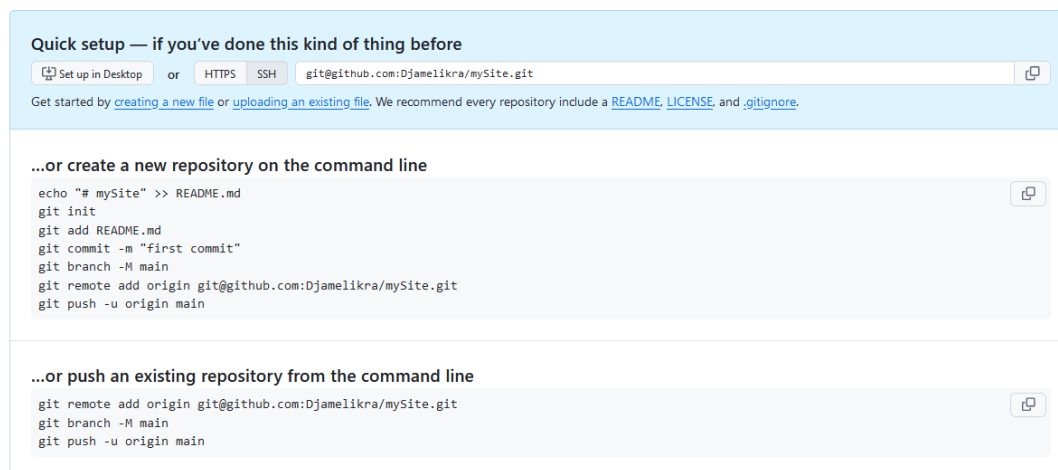 Quick setup — if you’ve done this kind of thing before
Set up in Desktop or HTTPS SSH git@github.com:Djamelikra/mySite.git
Get started by creating a new file or uploading an existing file. We recommend every repository include a README, LICENSE, and .gitignore.
…or create a new repository on the command line
echo "# mySite" >> README.md
git init
git add README.md
git commit -m "first commit"
git branch -M main
git remote add origin git@github.com:Djamelikra/mySite.git
git push -u origin main
…or push an existing repository from the command line
git remote add origin git@github.com:Djamelikra/mySite.git
git branch -M main
git push -u origin main